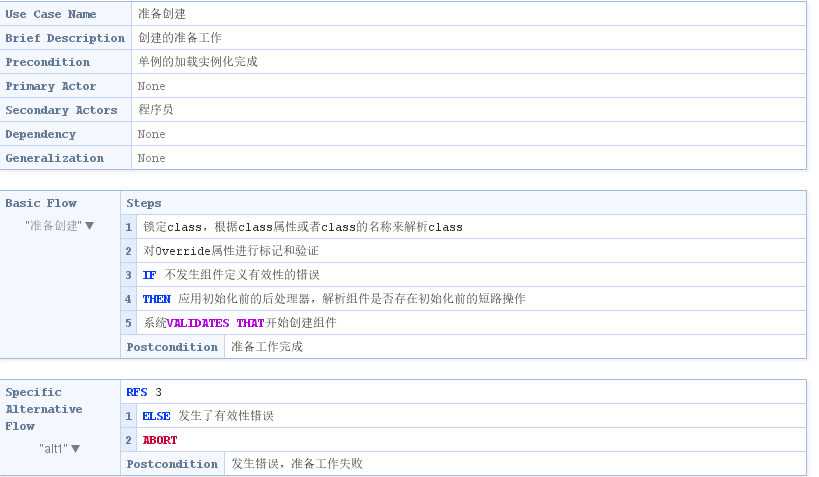 Use Case Name 准备创建
Brief Description 创建的准备工作
Precondition 单例的加载实例化完成
Primary Actor None
Secondary Actors 程序员
Dependency None
Generalization None
Basic Flow Steps
"准备创建" ▼
1 锁定class，根据class属性或者class的名称来解析class
2 对Override属性进行标记和验证
3 IF 不发生组件定义有效性的错误
4 THEN 应用初始化前的后处理器，解析组件是否存在初始化前的短路操作
5 系统VALIDATES THAT开始创建组件
Postcondition 准备工作完成
Specific Alternative Flow
"alt1" ▼
RFS 3
1 ELSE 发生了有效性错误
2 ABORT
Postcondition 发生错误，准备工作失败